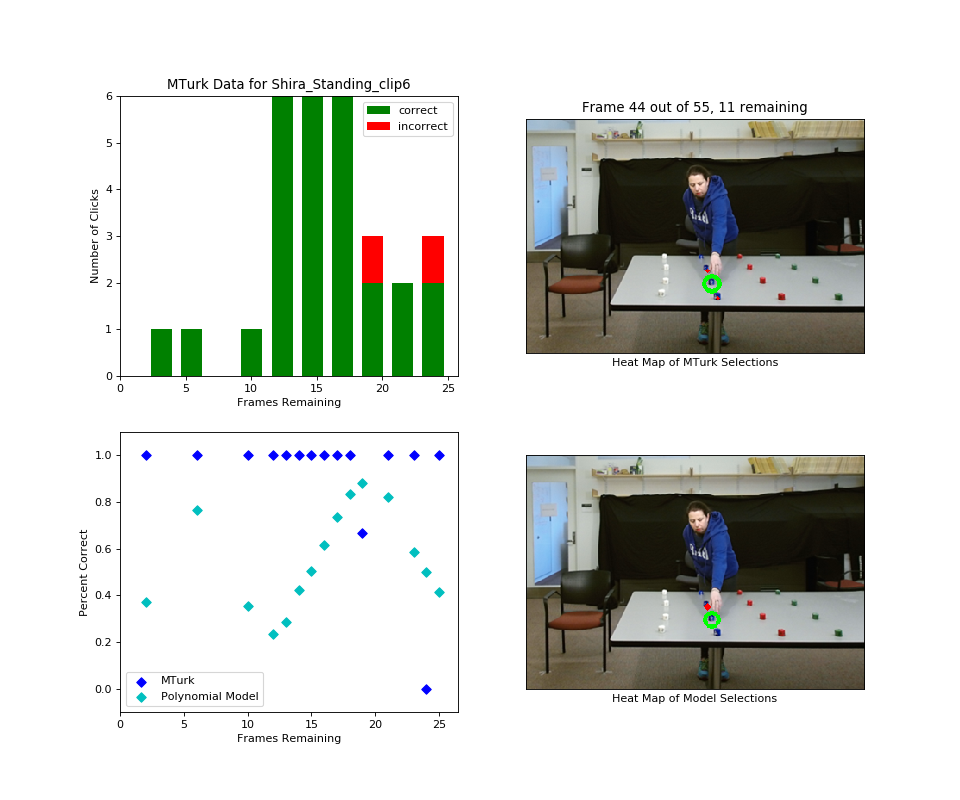 MTurk Data for Shira_Standing_clip6
6
5
4
3
2
1
0
Number of Clicks
correct
incorrect
0 5 10 15 20 25
Frames Remaining
Frame 44 out of 55, 11 remaining
Heat Map of MTurk Selections
1.0
0.8
0.6
0.4
0.2
0.0
Percent Correct
MTurk
Polynomial Model
0 5 10 15 20 25
Frames Remaining
Heat Map of Model Selections